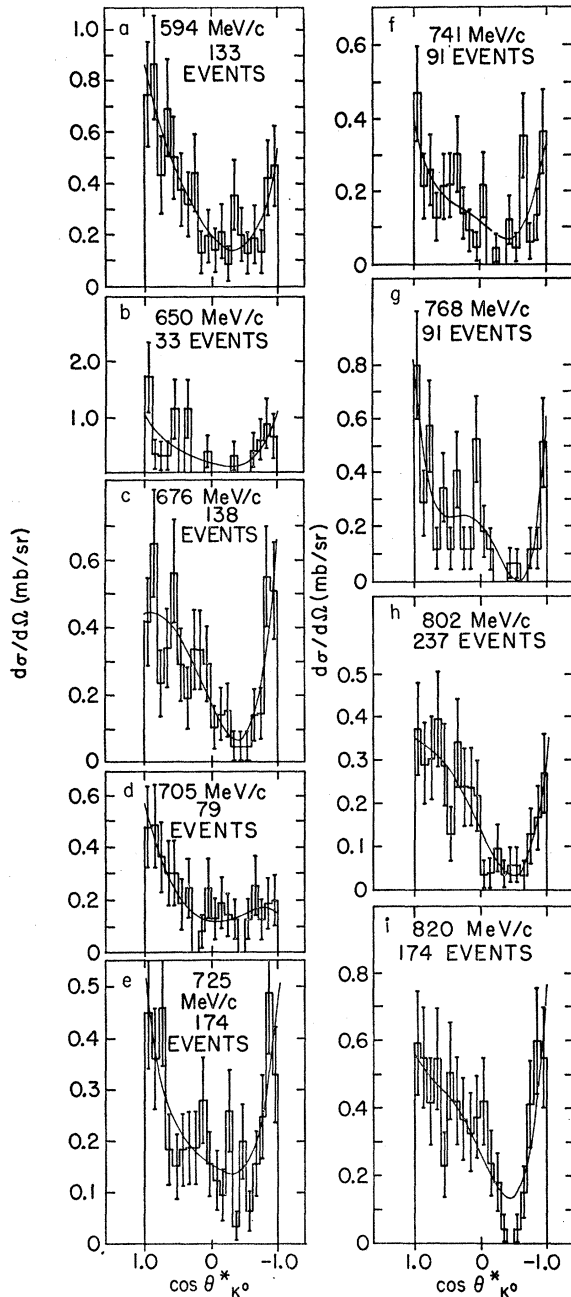 a 594 MeV/c
133
EVENTS
1.0
0.8
0.6
0.4
0.2
0
b 650 MeV/c
33 EVENTS
2.0
1.0
c 676 MeV/c
138
EVENTS
0.6
0.4
0.2
0
d 705 MeV/c
79
EVENTS
0.6
0.4
0.2
0
e 725
MeV/c
174
EVENTS
0.5
0.4
0.3
0.2
0.1
0
1.0 0 -1.0
cos θ*K⁰
dσ/dΩ (mb/sr)
f 741 MeV/c
91 EVENTS
0.6
0.4
0.2
0
g 768 MeV/c
91 EVENTS
0.8
0.6
0.4
0.2
0
h 802 MeV/c
237 EVENTS
0.5
0.4
0.3
0.2
0.1
0
i 820 MeV/c
174 EVENTS
0.8
0.6
0.4
0.2
0
1.0 0 -1.0
cos θ*K⁰
dσ/dΩ (mb/sr)